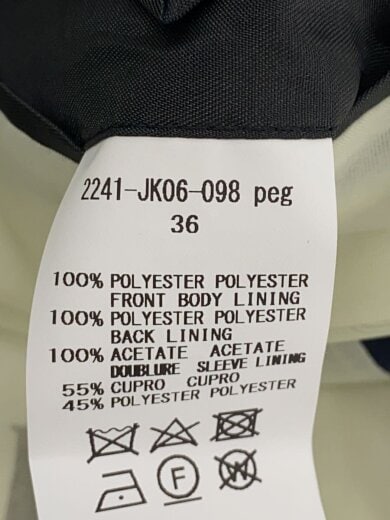 2241-JK06-098 peg
36
100% POLYESTER POLYESTER
FRONT BODY LINING
100% POLYESTER POLYESTER
BACK LINING
100% ACETATE ACETATE
DOUBLURE SLEEVE LINING
55% CUPRO CUPRO
45% POLYESTER POLYESTER
F W